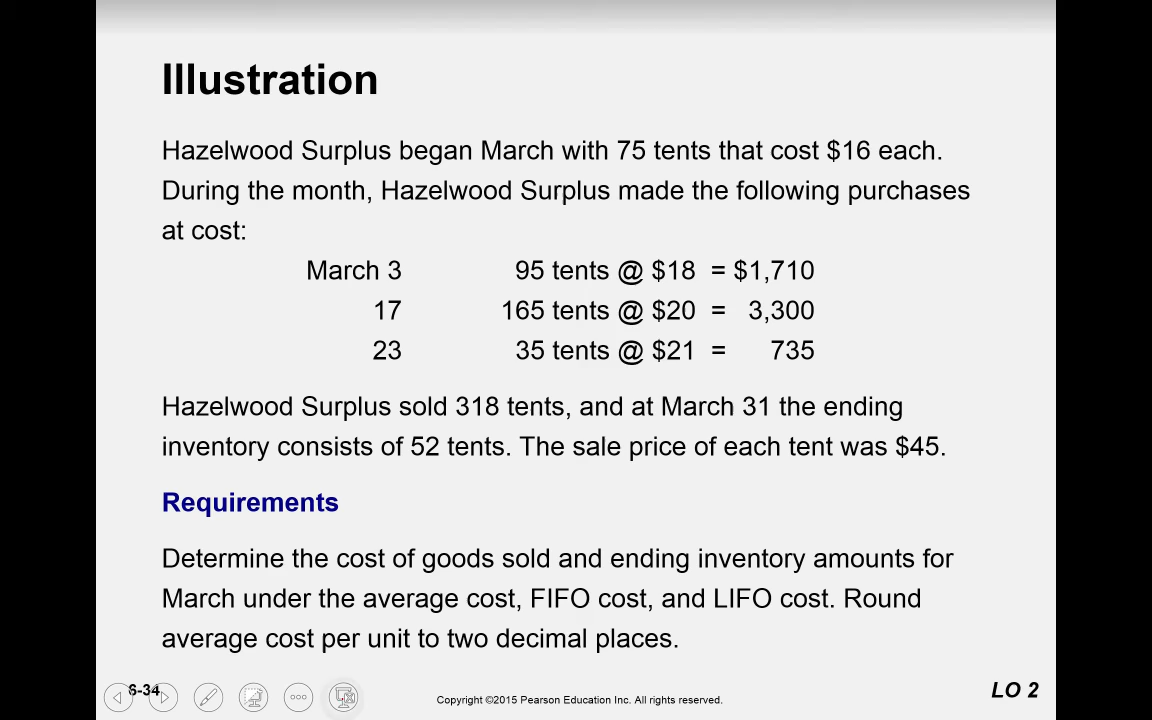 Illustration
Hazelwood Surplus began March with 75 tents that cost $16 each.
During the month, Hazelwood Surplus made the following purchases
at cost:
March 3 95 tents @ $18 = $1,710
17 165 tents @ $20 = 3,300
23 35 tents @ $21 = 735
Hazelwood Surplus sold 318 tents, and at March 31 the ending
inventory consists of 52 tents. The sale price of each tent was $45.
Requirements
Determine the cost of goods sold and ending inventory amounts for
March under the average cost, FIFO cost, and LIFO cost. Round
average cost per unit to two decimal places.
6-34
Copyright ©2015 Pearson Education Inc. All rights reserved.
LO 2